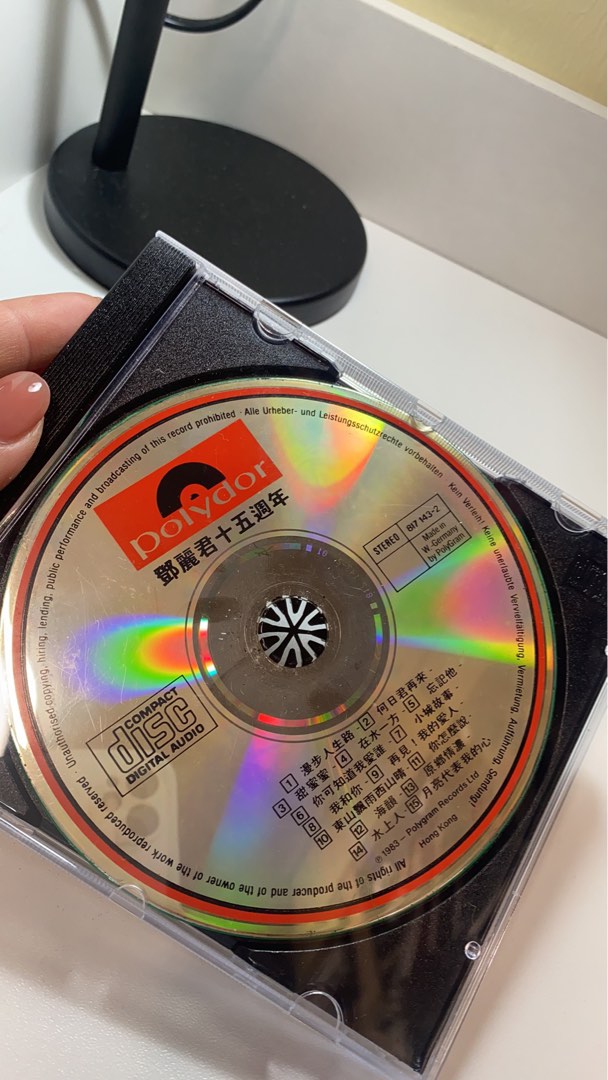 polydor
鄧麗君十五週年
STEREO
817 143-2
Made in
W.-Germany
by PolyGram
COMPACT
disc
DIGITAL AUDIO
1 漫步人生路· 2 何日君再來·
3 甜蜜蜜· 4 在水一方· 5 忘記他·
6 你可知道我愛誰· 7 小城故事·
8 我和你· 9 再見!我的愛人·
10 東山飄雨西山晴· 11 你怎麼說·
12 海韻· 13 原鄉情濃·
14 水上人· 15 月亮代表我的心
℗1983 – Polygram Records Ltd
Hong Kong
All rights of the producer and of the owner of the work reproduced reserved · Unauthorised copying, hiring, lending, public performance and broadcasting of this record prohibited · Alle Urheber- und Leistungsschutzrechte vorbehalten · Kein Verleih! Keine unerlaubte Vervielfältigung, Vermietung, Aufführung, Sendung!